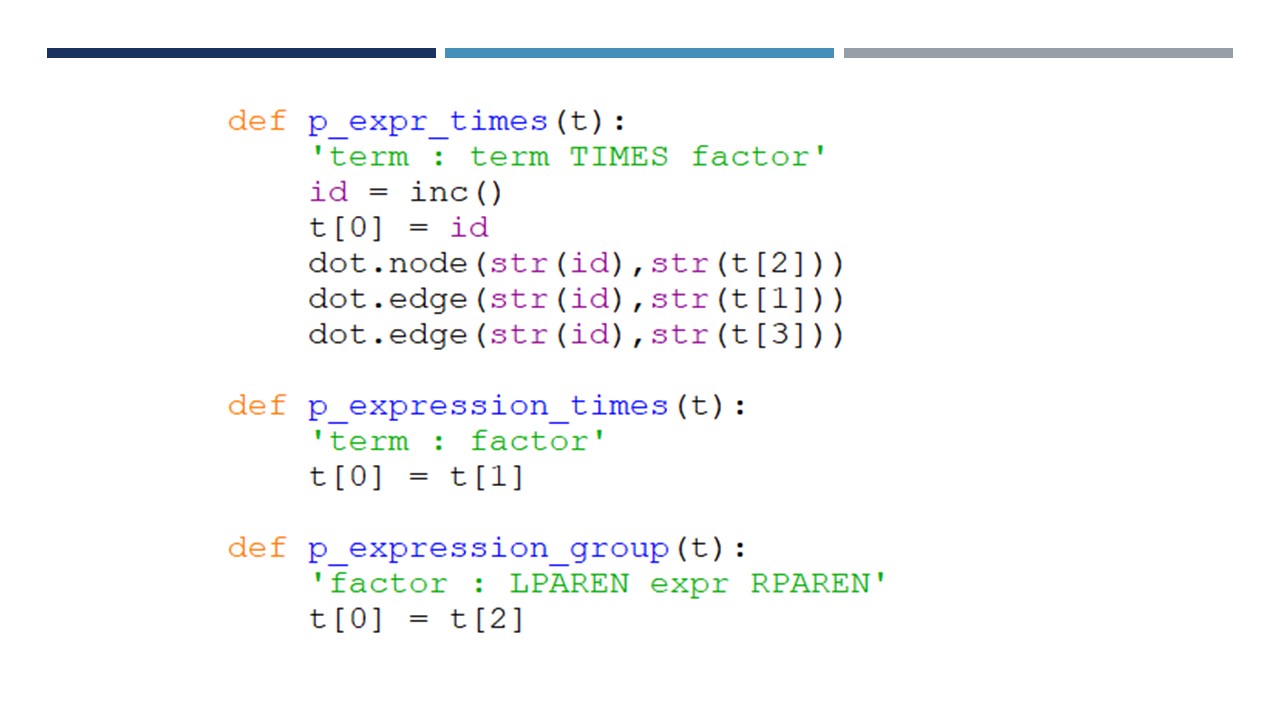 def p_expr_times(t):
    'term : term TIMES factor'
    id = inc()
    t[0] = id
    dot.node(str(id),str(t[2]))
    dot.edge(str(id),str(t[1]))
    dot.edge(str(id),str(t[3]))

def p_expression_times(t):
    'term : factor'
    t[0] = t[1]

def p_expression_group(t):
    'factor : LPAREN expr RPAREN'
    t[0] = t[2]